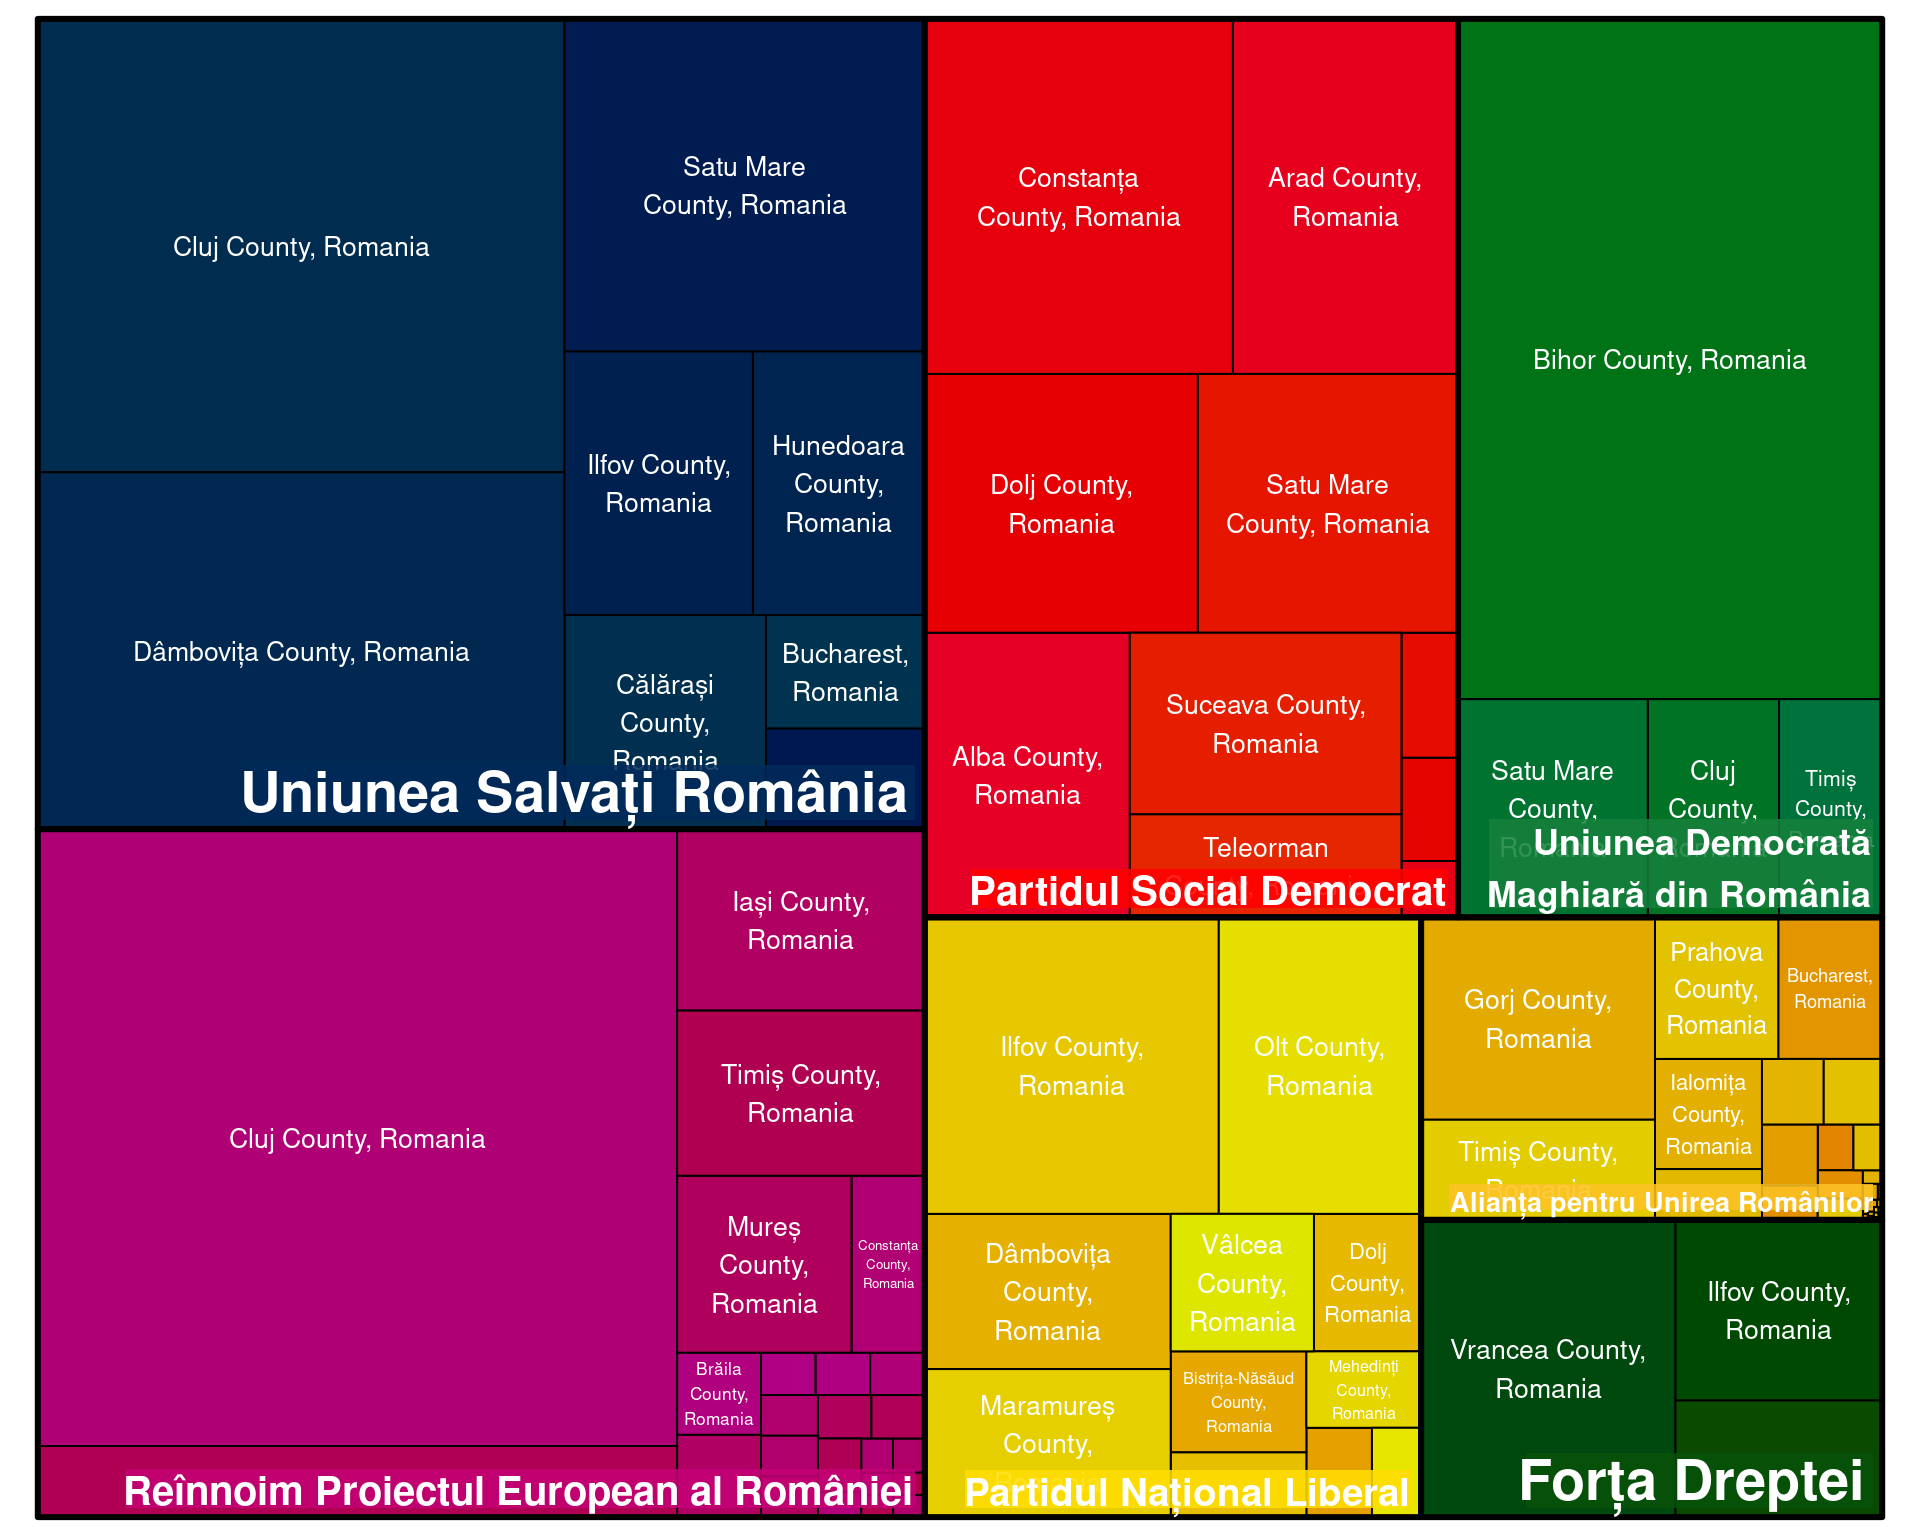 Cluj County, Romania
Satu Mare
County, Romania
Ilfov County,
Romania
Hunedoara
County,
Romania
Dâmbovița County, Romania
Călărași
County,
Romania
Bucharest,
Romania
Uniunea Salvați România
Constanța
County, Romania
Arad County,
Romania
Dolj County,
Romania
Satu Mare
County, Romania
Alba County,
Romania
Suceava County,
Romania
Teleorman
Partidul Social Democrat
Bihor County, Romania
Satu Mare
County,
Romania
Cluj
County,
Romania
Timiș
County,
Uniunea Democrată
Maghiară din România
Cluj County, Romania
Iași County,
Romania
Timiș County,
Romania
Mureș
County,
Romania
Constanța
County,
Romania
Brăila
County,
Romania
Reînnoim Proiectul European al României
Ilfov County,
Romania
Olt County,
Romania
Dâmbovița
County,
Romania
Vâlcea
County,
Romania
Dolj
County,
Romania
Maramureș
County,
Bistrița-Năsăud
County,
Romania
Mehedinți
County,
Romania
Partidul Național Liberal
Gorj County,
Romania
Prahova
County,
Romania
Bucharest,
Romania
Ialomița
County,
Romania
Timiș County,
Romania
Alianța pentru Unirea Românilor
Vrancea County,
Romania
Ilfov County,
Romania
Forța Dreptei